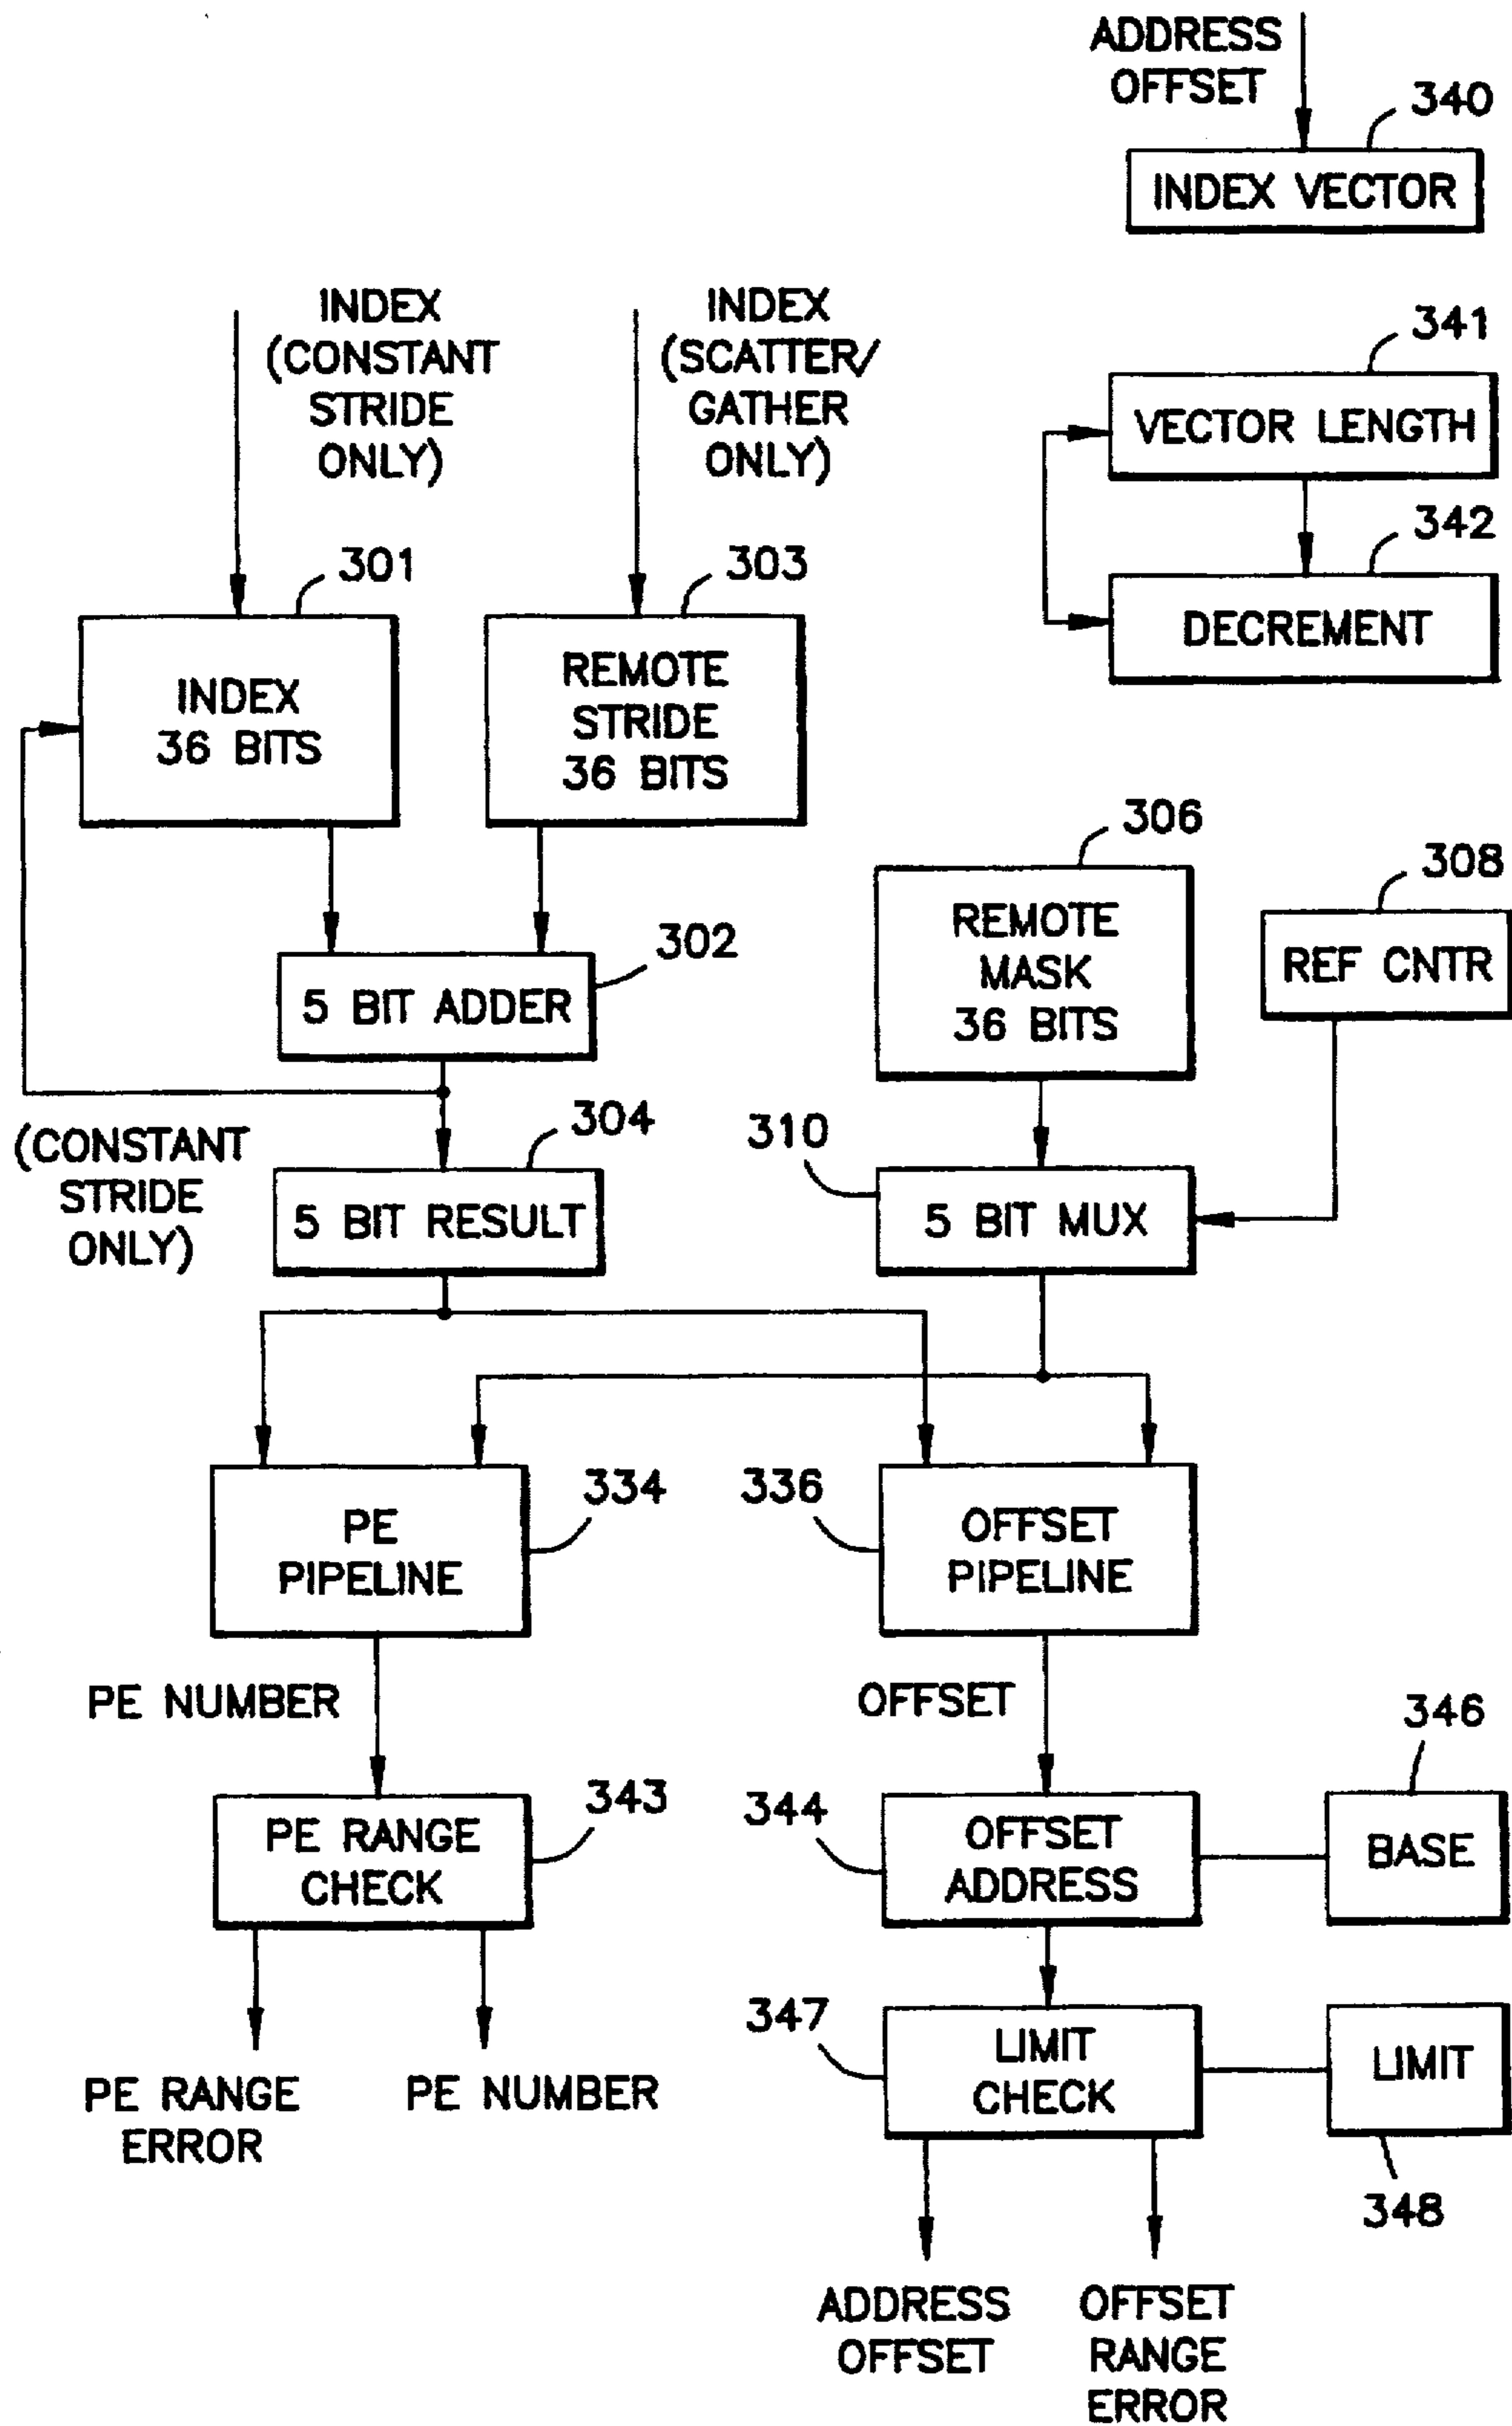 ADDRESS
OFFSET
340
INDEX VECTOR
INDEX
(CONSTANT
STRIDE
ONLY)
INDEX
(SCATTER/
GATHER
ONLY)
341
VECTOR LENGTH
342
DECREMENT
301
INDEX
36 BITS
303
REMOTE
STRIDE
36 BITS
306
REMOTE
MASK
36 BITS
308
REF CNTR
302
5 BIT ADDER
(CONSTANT
STRIDE
ONLY)
304
5 BIT RESULT
310
5 BIT MUX
334
PE
PIPELINE
336
OFFSET
PIPELINE
PE NUMBER
OFFSET
346
BASE
343
PE RANGE
CHECK
344
OFFSET
ADDRESS
347
LIMIT
CHECK
LIMIT
348
PE RANGE
ERROR
PE NUMBER
ADDRESS
OFFSET
OFFSET
RANGE
ERROR